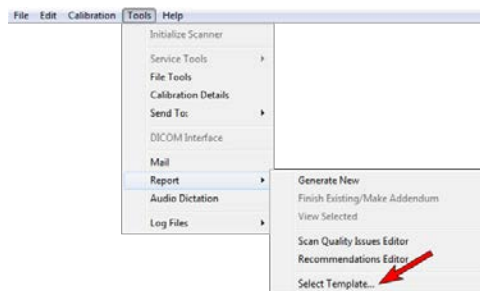 File Edit Calibration Tools Help
Initialize Scanner
Service Tools
File Tools
Calibration Details
Send To:
DICOM Interface
Mail
Report
Audio Dictation
Log Files
Generate New
Finish Existing/Make Addendum
View Selected
Scan Quality Issues Editor
Recommendations Editor
Select Template...